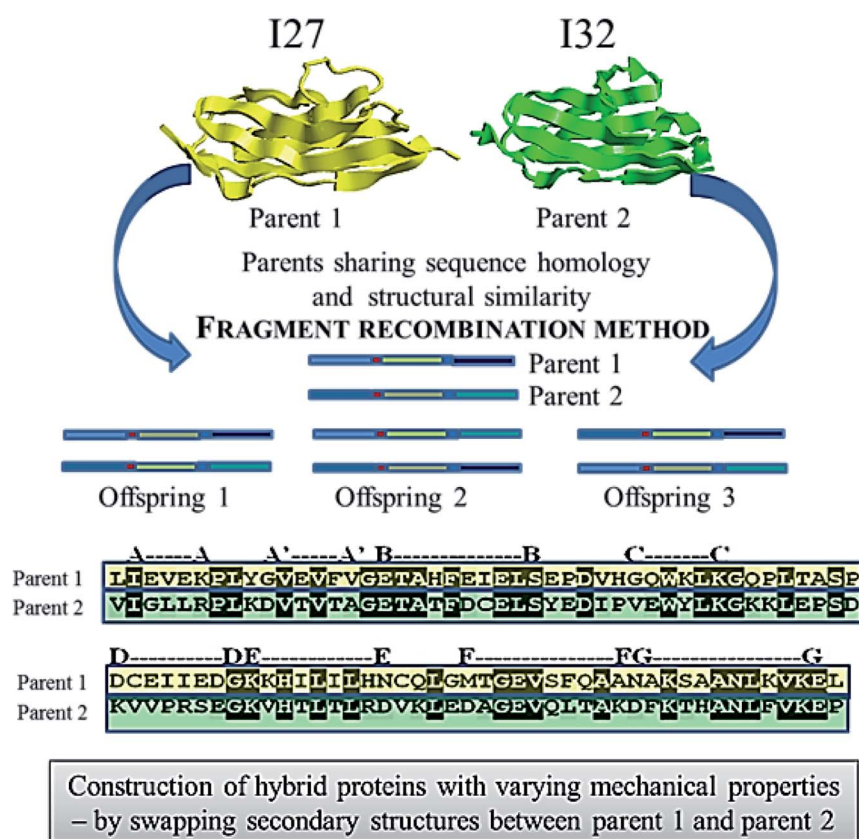 I27 I32
Parent 1 Parent 2
Parents sharing sequence homology
and structural similarity
FRAGMENT RECOMBINATION METHOD
Parent 1
Parent 2
Offspring 1 Offspring 2 Offspring 3
A------A A'------A' B--------------B C-------C'
Parent 1 LIEVEKPLYGVEVFVGETAHFEIELSEPDVHGQWKLKGQPLTASP
Parent 2 VIGLLRPLKDVTVTAGETATFDCELSYEDIPVEWYLKGKKLEPSD
D----------DE------------E F--------------FG----------------G
Parent 1 DCEIIEDGKKHILILHNCQLGMTGEVSFQAANAKSAANLKVKEL
Parent 2 KVVPRSEGKVHTLTLRDVKLEDAGEVQLTAKDFKTHANLFVKEP
Construction of hybrid proteins with varying mechanical properties
– by swapping secondary structures between parent 1 and parent 2